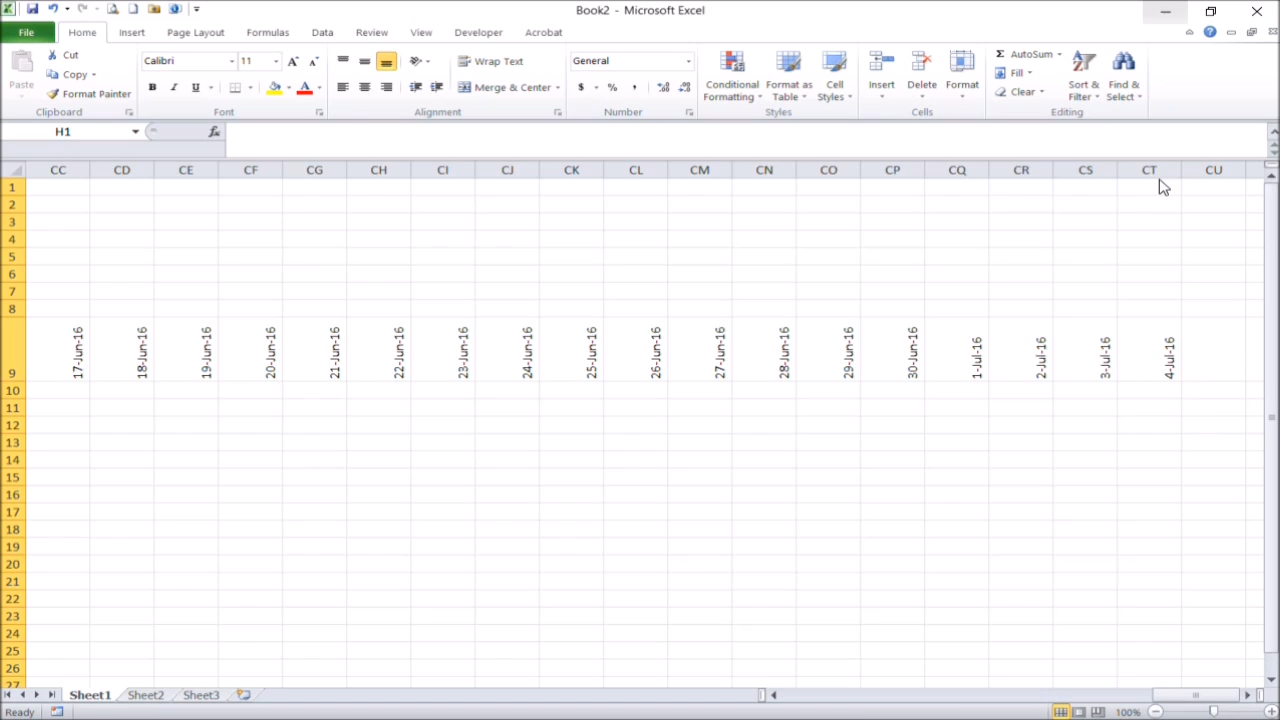 Book2 - Microsoft Excel
File Home Insert Page Layout Formulas Data Review View Developer Acrobat
Paste
Cut
Copy
Format Painter
Clipboard
Calibri 11
B I U
Font
Wrap Text
Merge & Center
Alignment
General
$ % ,
Number
Conditional Formatting
Format as Table
Cell Styles
Styles
Insert Delete Format
Cells
AutoSum
Fill
Clear
Sort & Filter
Find & Select
Editing
H1 fx
CC CD CE CF CG CH CI CJ CK CL CM CN CO CP CQ CR CS CT CU
1
2
3
4
5
6
7
8
9 17-Jun-16 18-Jun-16 19-Jun-16 20-Jun-16 21-Jun-16 22-Jun-16 23-Jun-16 24-Jun-16 25-Jun-16 26-Jun-16 27-Jun-16 28-Jun-16 29-Jun-16 30-Jun-16 1-Jul-16 2-Jul-16 3-Jul-16 4-Jul-16
10
11
12
13
14
15
16
17
18
19
20
21
22
23
24
25
26
27
Sheet1 Sheet2 Sheet3
Ready 100%